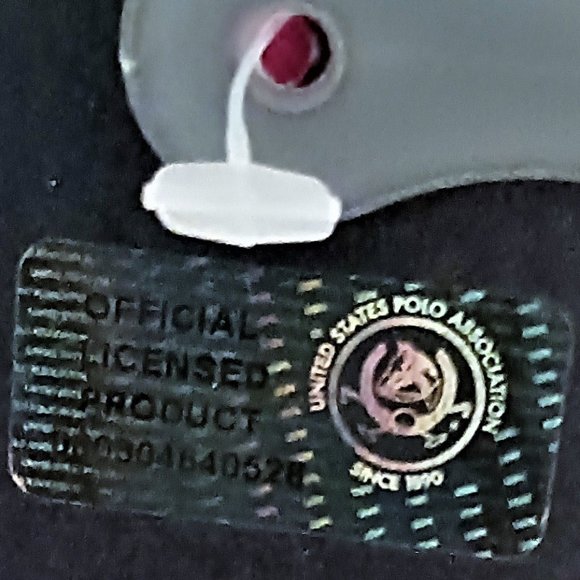 OFFICIAL
LICENSED
PRODUCT
UNITED STATES POLO ASSOCIATION
SINCE 1890